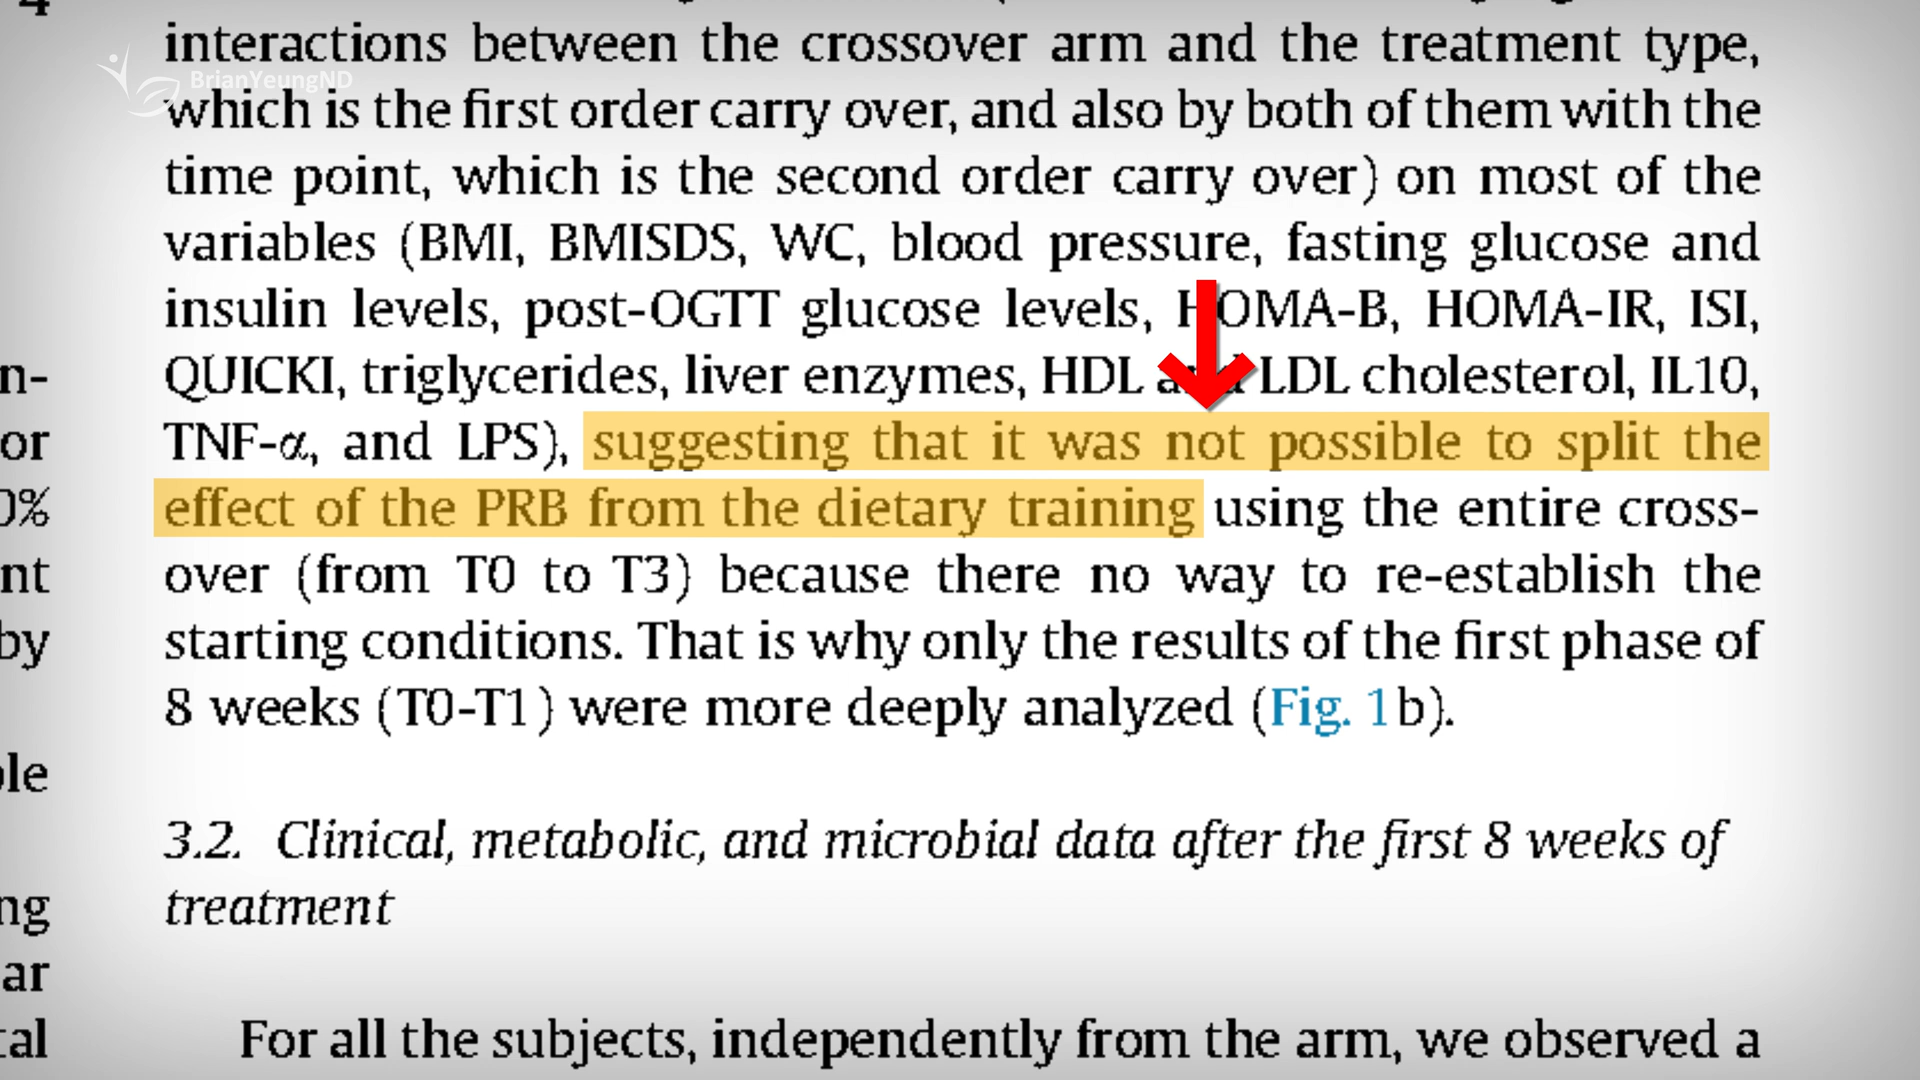 BrianYeungND
interactions between the crossover arm and the treatment type,
which is the first order carry over, and also by both of them with the
time point, which is the second order carry over) on most of the
variables (BMI, BMISDS, WC, blood pressure, fasting glucose and
insulin levels, post-OGTT glucose levels, HOMA-B, HOMA-IR, ISI,
QUICKI, triglycerides, liver enzymes, HDL and LDL cholesterol, IL10,
TNF-α, and LPS), suggesting that it was not possible to split the
effect of the PRB from the dietary training using the entire cross-
over (from T0 to T3) because there no way to re-establish the
starting conditions. That is why only the results of the first phase of
8 weeks (T0-T1) were more deeply analyzed (Fig. 1b).
3.2. Clinical, metabolic, and microbial data after the first 8 weeks of
treatment
For all the subjects, independently from the arm, we observed a